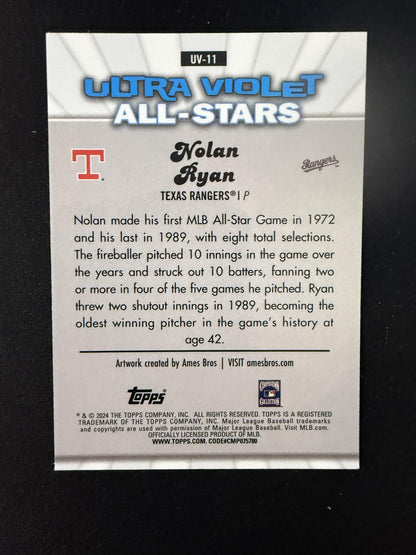 UV-11
ULTRA VIOLET
ALL-STARS
Nolan
Ryan
T
Rangers
TEXAS RANGERS® | P
Nolan made his first MLB All-Star Game in 1972
and his last in 1989, with eight total selections.
The fireballer pitched 10 innings in the game over
the years and struck out 10 batters, fanning two
or more in four of the five games he pitched. Ryan
threw two shutout innings in 1989, becoming the
oldest winning pitcher in the game's history at
age 42.
Artwork created by Ames Bros | VISIT amesbros.com
Topps
COOPERSTOWN
COLLECTION
® & © 2024 THE TOPPS COMPANY, INC. ALL RIGHTS RESERVED. TOPPS IS A REGISTERED
TRADEMARK OF THE TOPPS COMPANY, INC. Major League Baseball trademarks
and copyrights are used with permission of Major League Baseball. Visit MLB.com.
OFFICIALLY LICENSED PRODUCT OF MLB.
WWW.TOPPS.COM. CODE#CMP075780